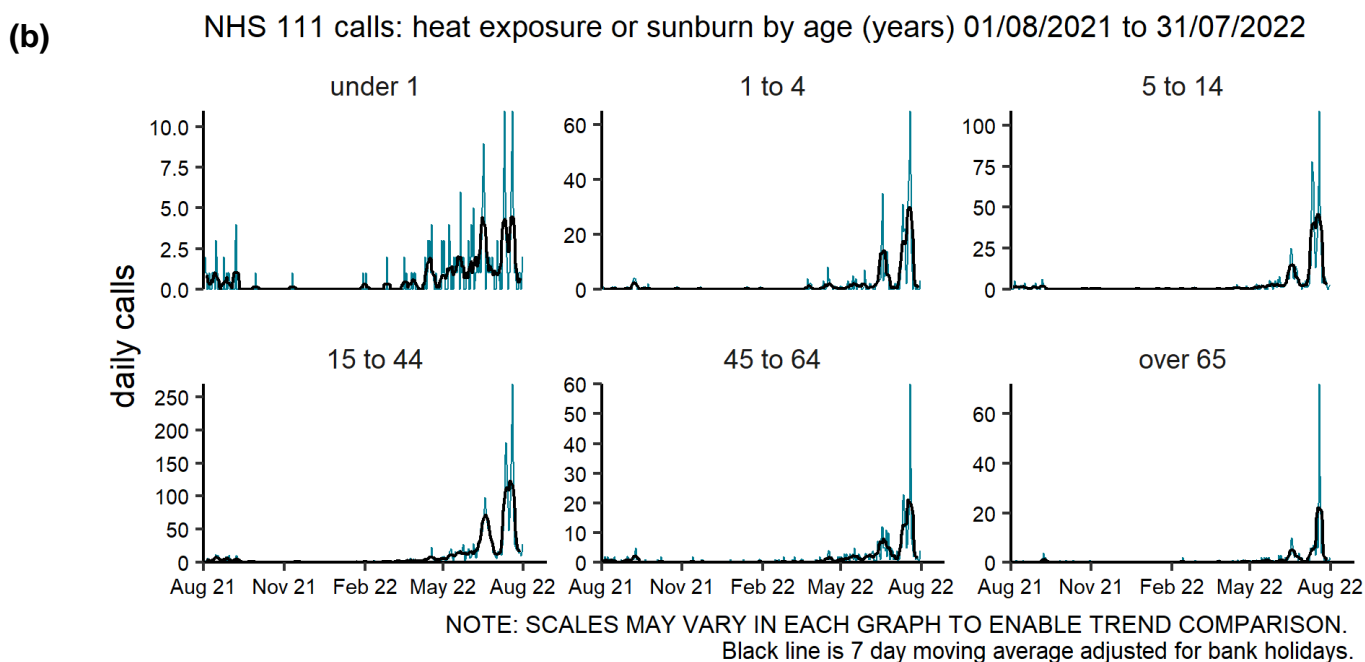 (b)
NHS 111 calls: heat exposure or sunburn by age (years) 01/08/2021 to 31/07/2022
under 1
1 to 4
5 to 14
10.0
7.5
5.0
2.5
0.0
60
40
20
0
100
75
50
25
0
daily calls
15 to 44
45 to 64
over 65
250
200
150
100
50
0
60
50
40
30
20
10
0
60
40
20
0
Aug 21 Nov 21 Feb 22 May 22 Aug 22
Aug 21 Nov 21 Feb 22 May 22 Aug 22
Aug 21 Nov 21 Feb 22 May 22 Aug 22
NOTE: SCALES MAY VARY IN EACH GRAPH TO ENABLE TREND COMPARISON.
Black line is 7 day moving average adjusted for bank holidays.